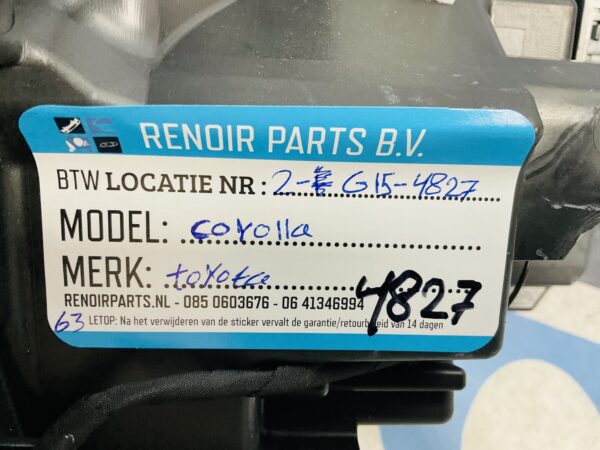 RENOIR PARTS B.V.
BTW LOCATIE NR: 2- G15-4827
MODEL: corolla
MERK: toyota
RENOIRPARTS.NL - 085 0603676 - 06 41346994
4827
63 LETOP: Na het verwijderen van de sticker vervalt de garantie/retourbeleid van 14 dagen